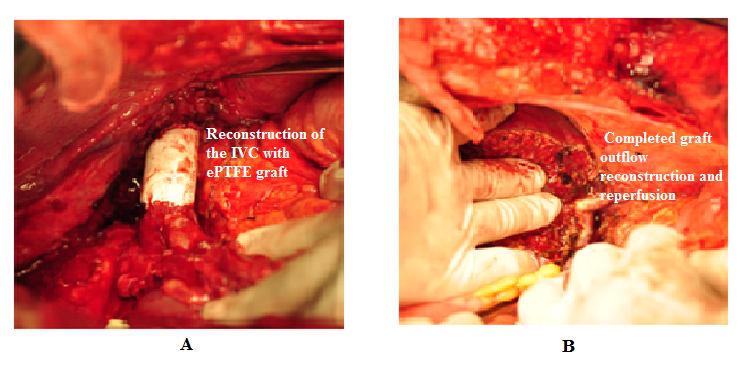 Reconstruction of
the IVC with
ePTFE graft
Completed graft
outflow
reconstruction and
reperfusion
A
B